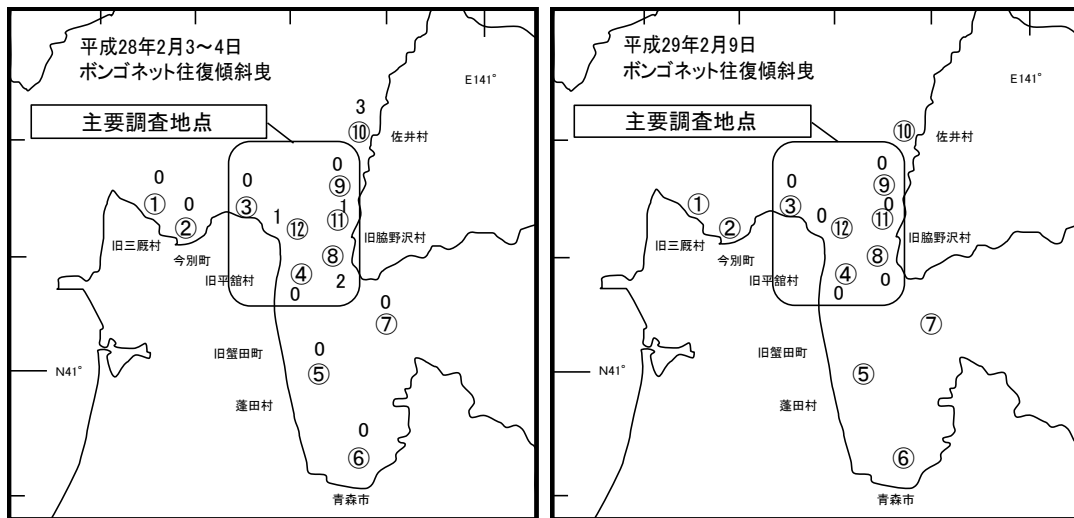 平成28年2月3～4日
ボンゴネット往復傾斜曳
E141°
主要調査地点
3
⑩
佐井村
0
⑨
0
③
0
①
0
②
1
⑪
1
⑫
旧三厩村
今別町
旧脇野沢村
⑧
2
旧平舘村
④
0
0
⑦
旧蟹田町
0
⑤
N41°
蓬田村
0
⑥
青森市
平成29年2月9日
ボンゴネット往復傾斜曳
E141°
主要調査地点
⑩
佐井村
0
⑨
0
③
①
②
0
⑪
0
⑫
旧三厩村
今別町
旧脇野沢村
⑧
0
旧平舘村
④
0
⑦
旧蟹田町
⑤
N41°
蓬田村
⑥
青森市